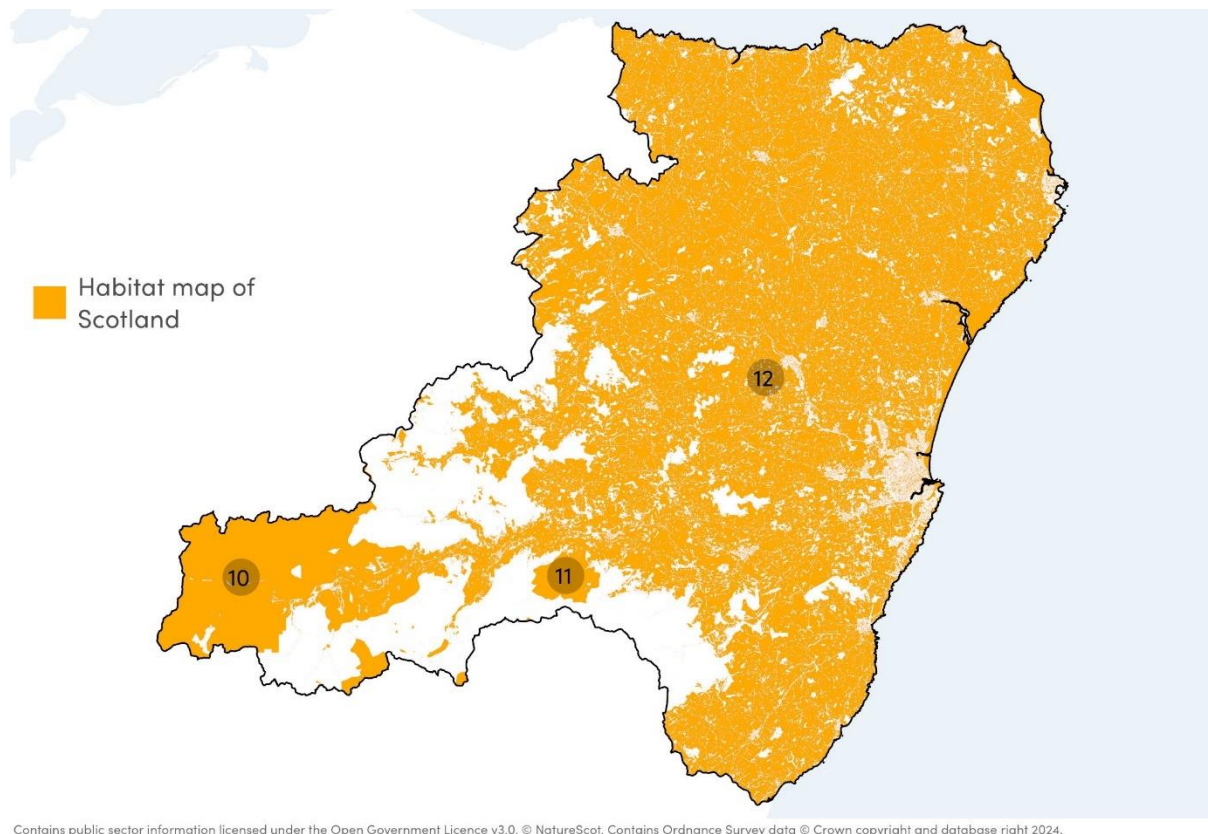 Habitat map of
Scotland
12
10
11
Contains public sector information licensed under the Open Government Licence v3.0. © NatureScot. Contains Ordnance Survey data © Crown copyright and database right 2024.